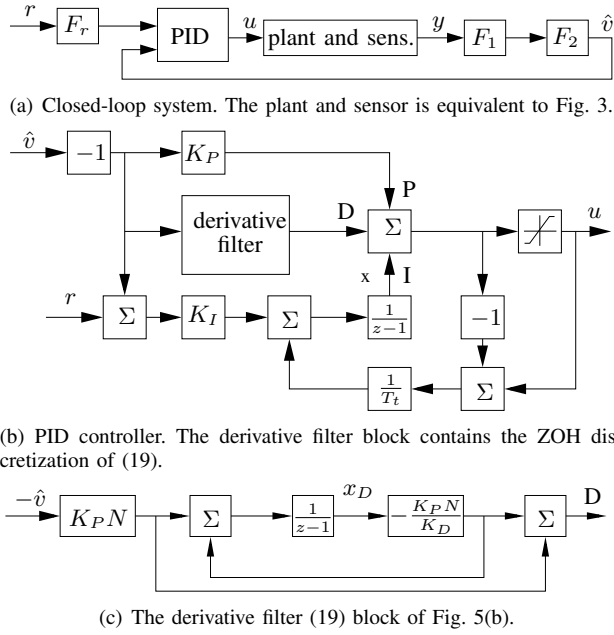 r
F_r
PID
u
plant and sens.
y
F_1
F_2
v̂
(a) Closed-loop system. The plant and sensor is equivalent to Fig. 3.
v̂
−1
K_P
P
derivative
filter
D
Σ
u
x
I
r
Σ
K_I
Σ
1/(z−1)
−1
1/T_t
Σ
(b) PID controller. The derivative filter block contains the ZOH dis-
cretization of (19).
−v̂
K_P N
Σ
1/(z−1)
x_D
−K_P N/K_D
Σ
D
(c) The derivative filter (19) block of Fig. 5(b).